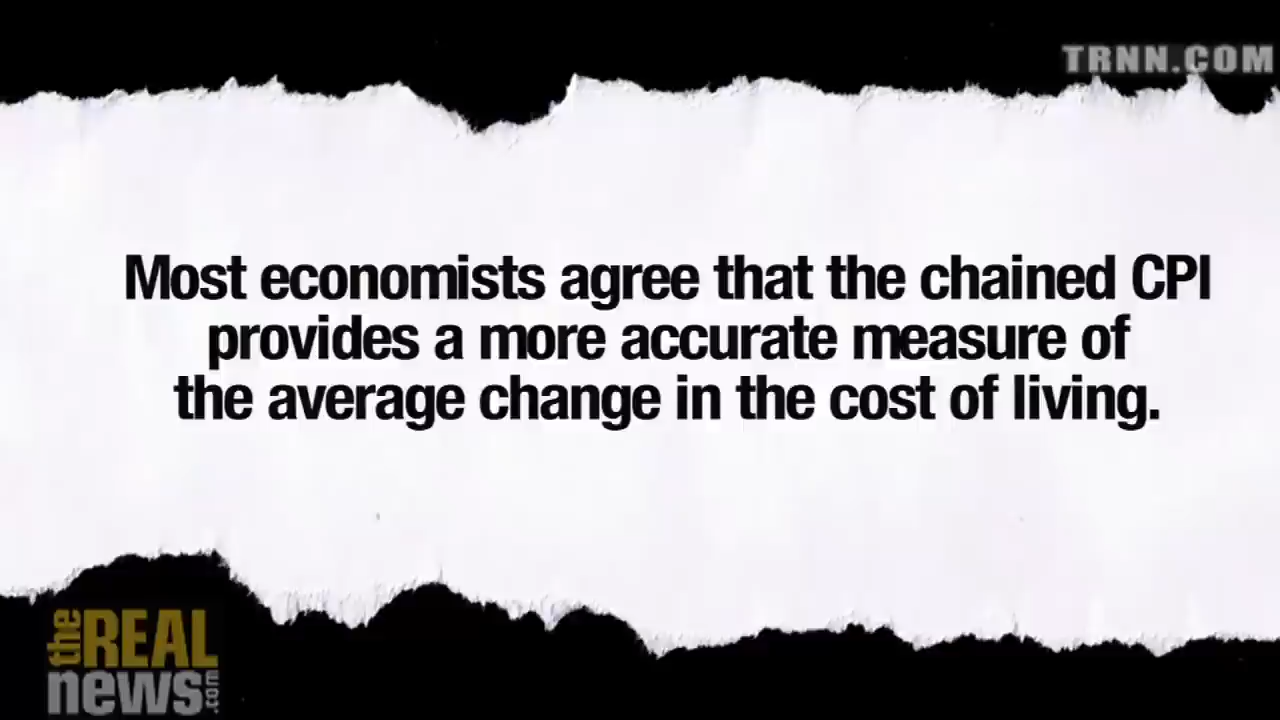 TRNN.COM
Most economists agree that the chained CPI
provides a more accurate measure of
the average change in the cost of living.
the REAL
news.com